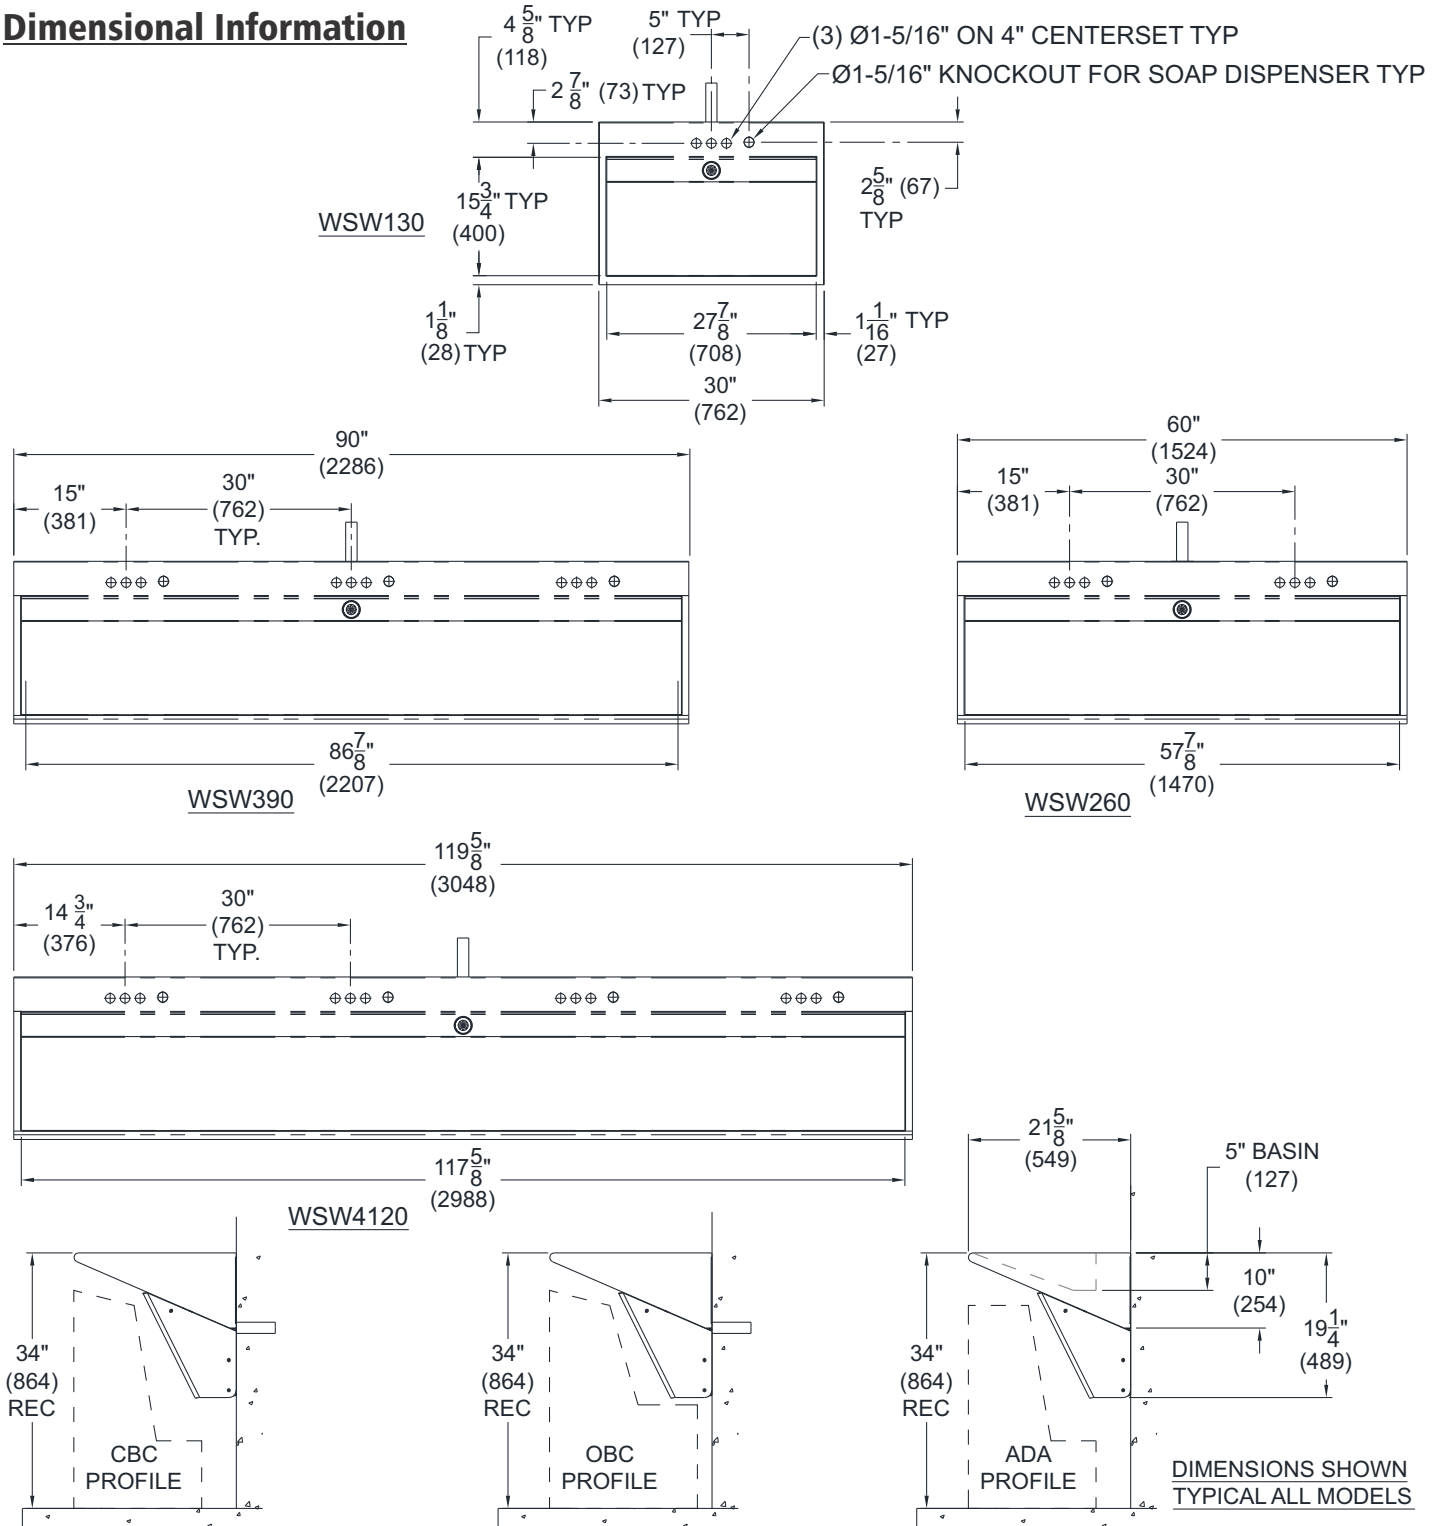 Dimensional Information
4 5/8" TYP
(118)
5" TYP
(127)
(3) Ø1-5/16" ON 4" CENTERSET TYP
Ø1-5/16" KNOCKOUT FOR SOAP DISPENSER TYP
2 7/8" (73) TYP
15 3/4" TYP
(400)
2 5/8" (67)
TYP
WSW130
1 1/8"
(28) TYP
27 7/8"
(708)
1 1/16" TYP
(27)
30"
(762)
90"
(2286)
15"
(381)
30"
(762)
TYP.
86 7/8"
(2207)
WSW390
60"
(1524)
15"
(381)
30"
(762)
57 7/8"
(1470)
WSW260
119 5/8"
(3048)
14 3/4"
(376)
30"
(762)
TYP.
117 5/8"
(2988)
WSW4120
34"
(864)
REC
CBC
PROFILE
34"
(864)
REC
OBC
PROFILE
21 5/8"
(549)
5" BASIN
(127)
10"
(254)
19 1/4"
(489)
34"
(864)
REC
ADA
PROFILE
DIMENSIONS SHOWN
TYPICAL ALL MODELS